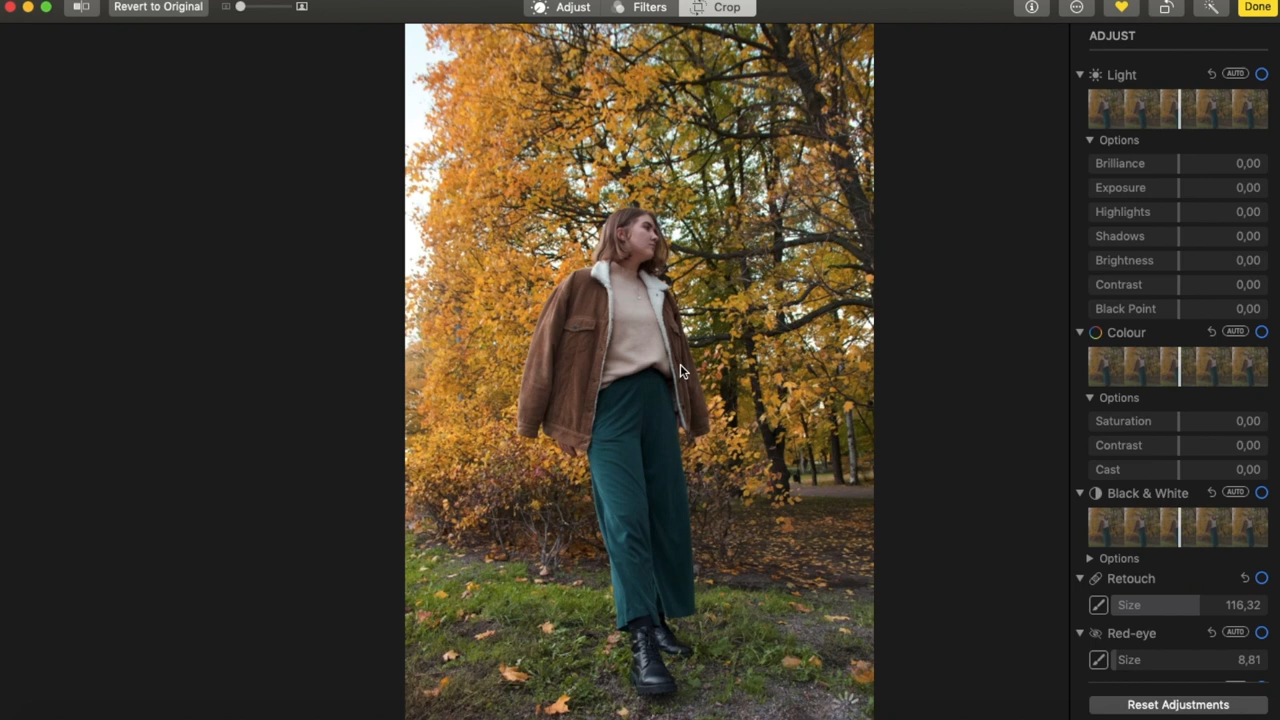 Revert to Original
Adjust
Filters
Crop
Done
ADJUST
Light AUTO
Options
Brilliance 0,00
Exposure 0,00
Highlights 0,00
Shadows 0,00
Brightness 0,00
Contrast 0,00
Black Point 0,00
Colour AUTO
Options
Saturation 0,00
Contrast 0,00
Cast 0,00
Black & White AUTO
Options
Retouch
Size 116,32
Red-eye AUTO
Size 8,81
Reset Adjustments